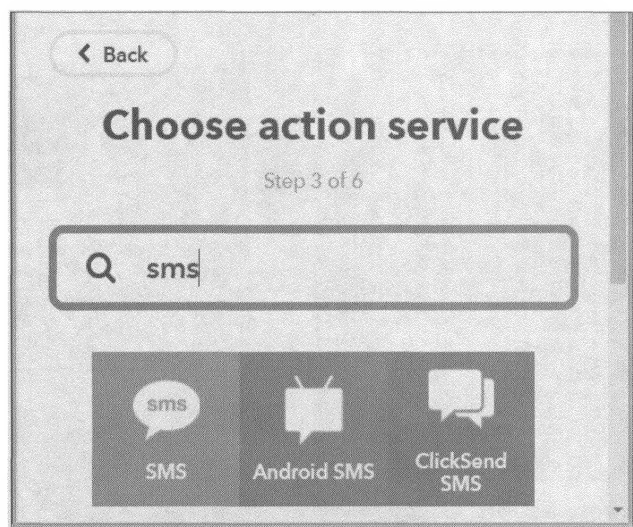 Back
Choose action service
Step 3 of 6
sms
sms
SMS
Android SMS
ClickSend
SMS